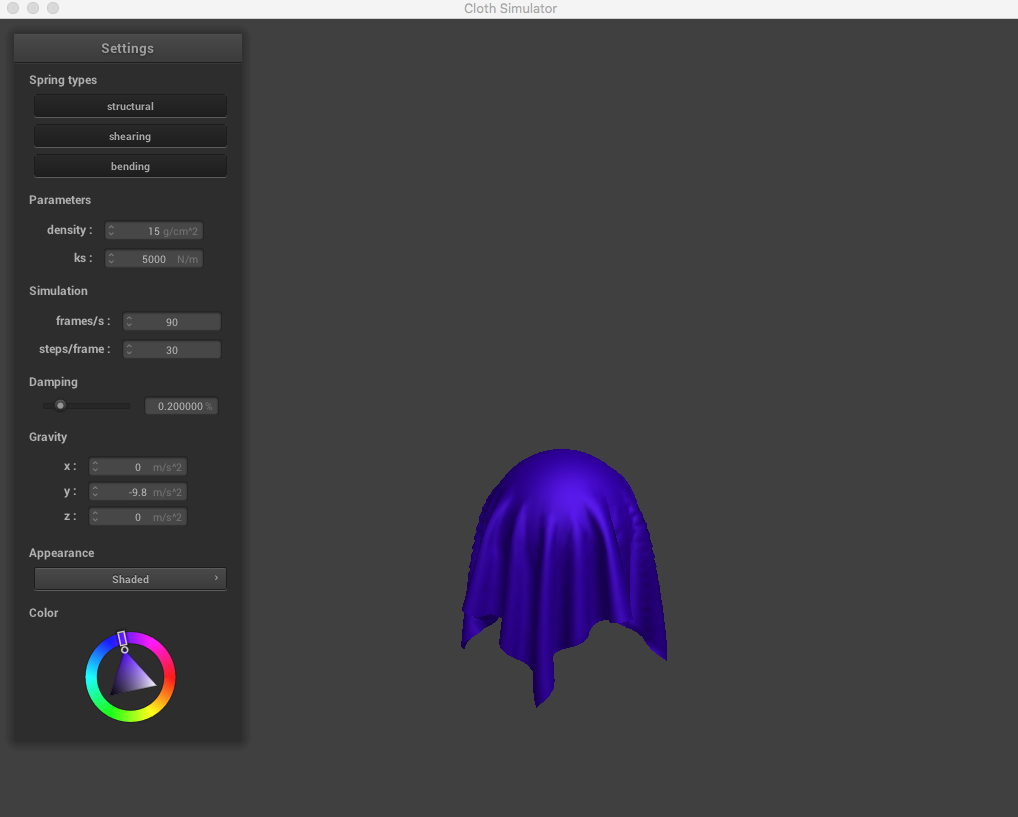 Cloth Simulator
Settings
Spring types
structural
shearing
bending
Parameters
density : 15 g/cm^2
ks : 5000 N/m
Simulation
frames/s : 90
steps/frame : 30
Damping
0.200000 %
Gravity
x : 0 m/s^2
y : -9.8 m/s^2
z : 0 m/s^2
Appearance
Shaded
Color